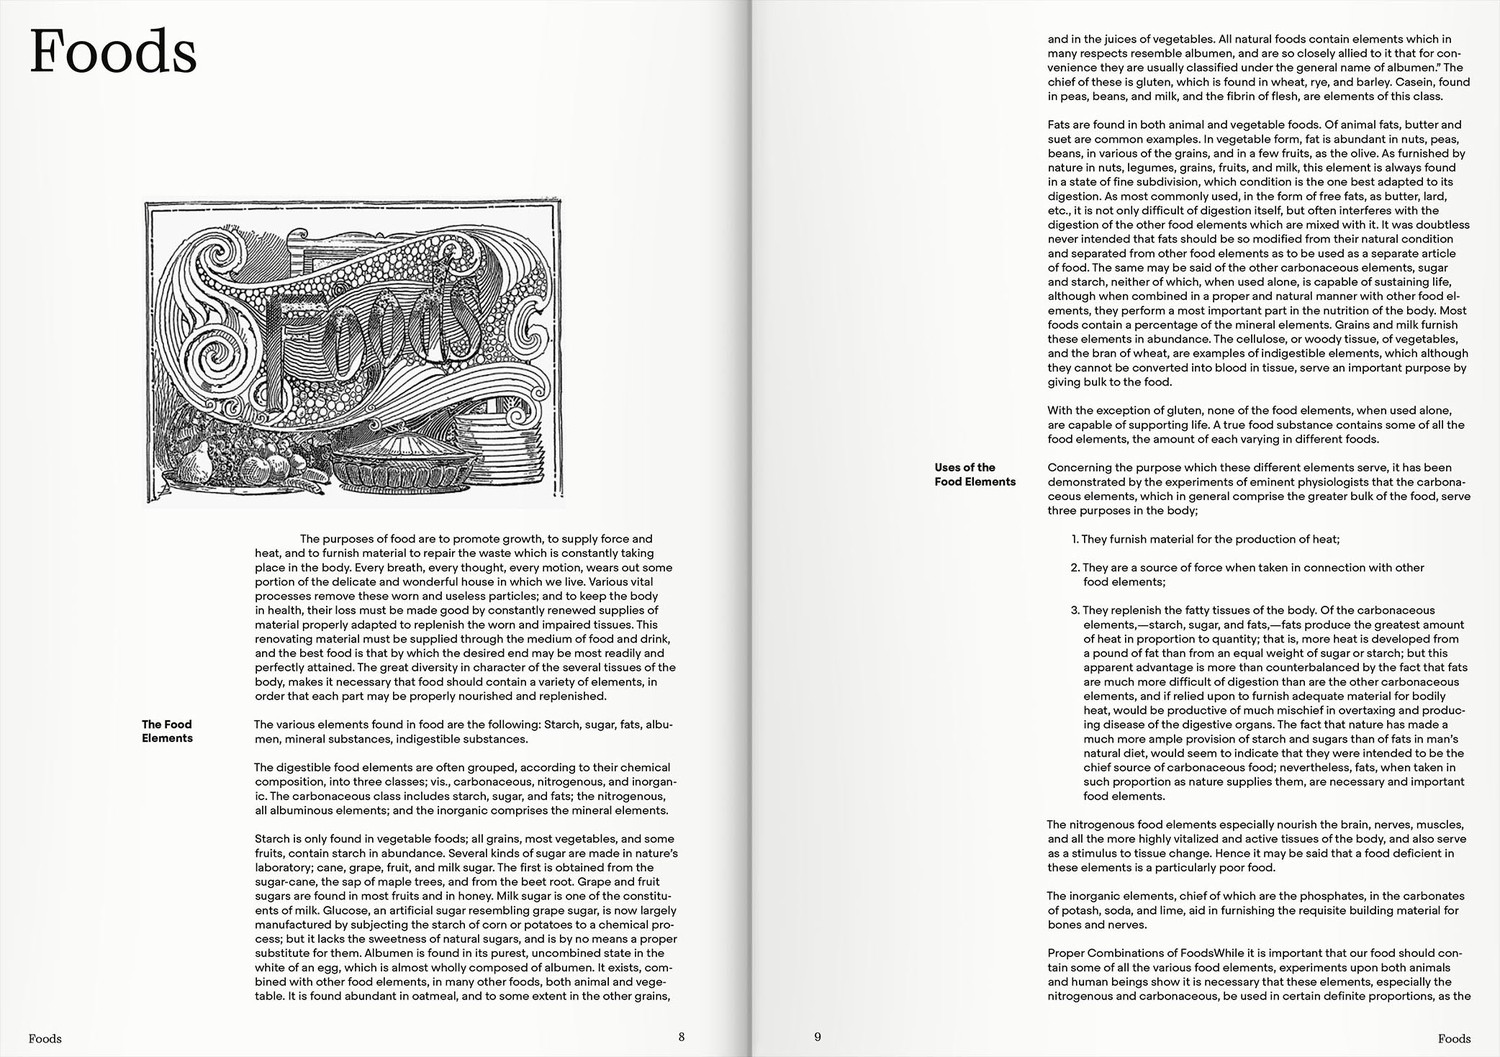 Foods
Foods
The purposes of food are to promote growth, to supply force and
heat, and to furnish material to repair the waste which is constantly taking
place in the body. Every breath, every thought, every motion, wears out some
portion of the delicate and wonderful house in which we live. Various vital
processes remove these worn and useless particles; and to keep the body
in health, their loss must be made good by constantly renewed supplies of
material properly adapted to replenish the worn and impaired tissues. This
renovating material must be supplied through the medium of food and drink,
and the best food is that by which the desired end may be most readily and
perfectly attained. The great diversity in character of the several tissues of the
body, makes it necessary that food should contain a variety of elements, in
order that each part may be properly nourished and replenished.
The Food
Elements
The various elements found in food are the following: Starch, sugar, fats, albu-
men, mineral substances, indigestible substances.
The digestible food elements are often grouped, according to their chemical
composition, into three classes; vis., carbonaceous, nitrogenous, and inorgan-
ic. The carbonaceous class includes starch, sugar, and fats; the nitrogenous,
all albuminous elements; and the inorganic comprises the mineral elements.
Starch is only found in vegetable foods; all grains, most vegetables, and some
fruits, contain starch in abundance. Several kinds of sugar are made in nature's
laboratory; cane, grape, fruit, and milk sugar. The first is obtained from the
sugar-cane, the sap of maple trees, and from the beet root. Grape and fruit
sugars are found in most fruits and in honey. Milk sugar is one of the constitu-
ents of milk. Glucose, an artificial sugar resembling grape sugar, is now largely
manufactured by subjecting the starch of corn or potatoes to a chemical pro-
cess; but it lacks the sweetness of natural sugars, and is by no means a proper
substitute for them. Albumen is found in its purest, uncombined state in the
white of an egg, which is almost wholly composed of albumen. It exists, com-
bined with other food elements, in many other foods, both animal and vege-
table. It is found abundant in oatmeal, and to some extent in the other grains,
Foods
8
and in the juices of vegetables. All natural foods contain elements which in
many respects resemble albumen, and are so closely allied to it that for con-
venience they are usually classified under the general name of albumen." The
chief of these is gluten, which is found in wheat, rye, and barley. Casein, found
in peas, beans, and milk, and the fibrin of flesh, are elements of this class.
Fats are found in both animal and vegetable foods. Of animal fats, butter and
suet are common examples. In vegetable form, fat is abundant in nuts, peas,
beans, in various of the grains, and in a few fruits, as the olive. As furnished by
nature in nuts, legumes, grains, fruits, and milk, this element is always found
in a state of fine subdivision, which condition is the one best adapted to its
digestion. As most commonly used, in the form of free fats, as butter, lard,
etc., it is not only difficult of digestion itself, but often interferes with the
digestion of the other food elements which are mixed with it. It was doubtless
never intended that fats should be so modified from their natural condition
and separated from other food elements as to be used as a separate article
of food. The same may be said of the other carbonaceous elements, sugar
and starch, neither of which, when used alone, is capable of sustaining life,
although when combined in a proper and natural manner with other food el-
ements, they perform a most important part in the nutrition of the body. Most
foods contain a percentage of the mineral elements. Grains and milk furnish
these elements in abundance. The cellulose, or woody tissue, of vegetables,
and the bran of wheat, are examples of indigestible elements, which although
they cannot be converted into blood in tissue, serve an important purpose by
giving bulk to the food.
With the exception of gluten, none of the food elements, when used alone,
are capable of supporting life. A true food substance contains some of all the
food elements, the amount of each varying in different foods.
Uses of the
Food Elements
Concerning the purpose which these different elements serve, it has been
demonstrated by the experiments of eminent physiologists that the carbona-
ceous elements, which in general comprise the greater bulk of the food, serve
three purposes in the body;
1. They furnish material for the production of heat;
2. They are a source of force when taken in connection with other
food elements;
3. They replenish the fatty tissues of the body. Of the carbonaceous
elements,—starch, sugar, and fats,—fats produce the greatest amount
of heat in proportion to quantity; that is, more heat is developed from
a pound of fat than from an equal weight of sugar or starch; but this
apparent advantage is more than counterbalanced by the fact that fats
are much more difficult of digestion than are the other carbonaceous
elements, and if relied upon to furnish adequate material for bodily
heat, would be productive of much mischief in overtaxing and produc-
ing disease of the digestive organs. The fact that nature has made a
much more ample provision of starch and sugars than of fats in man's
natural diet, would seem to indicate that they were intended to be the
chief source of carbonaceous food; nevertheless, fats, when taken in
such proportion as nature supplies them, are necessary and important
food elements.
The nitrogenous food elements especially nourish the brain, nerves, muscles,
and all the more highly vitalized and active tissues of the body, and also serve
as a stimulus to tissue change. Hence it may be said that a food deficient in
these elements is a particularly poor food.
The inorganic elements, chief of which are the phosphates, in the carbonates
of potash, soda, and lime, aid in furnishing the requisite building material for
bones and nerves.
Proper Combinations of FoodsWhile it is important that our food should con-
tain some of all the various food elements, experiments upon both animals
and human beings show it is necessary that these elements, especially the
nitrogenous and carbonaceous, be used in certain definite proportions, as the
9
Foods